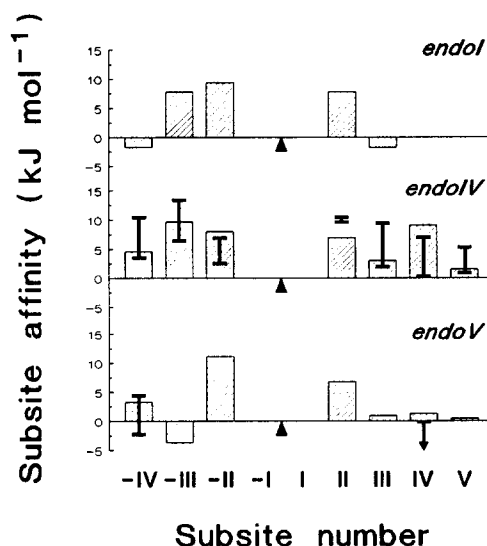 Subsite affinity (kJ mol⁻¹)
endoI
15
10
5
0
-5
endoIV
15
10
5
0
-5
endoV
15
10
5
0
-5
-IV -III -II -I I II III IV V
Subsite number